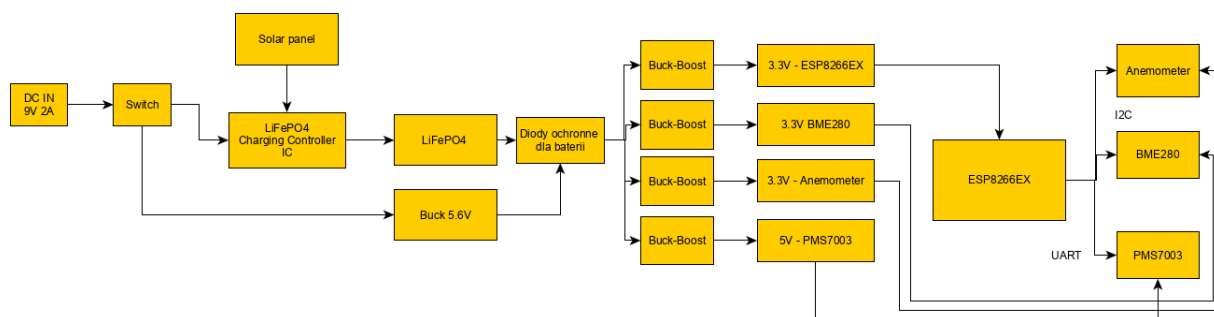 Solar panel
DC IN
9V 2A
Switch
LiFePO4
Charging Controller
IC
LiFePO4
Buck 5.6V
Diody ochronne
dla baterii
Buck-Boost
3.3V - ESP8266EX
Buck-Boost
3.3V BME280
Buck-Boost
3.3V - Anemometer
Buck-Boost
5V - PMS7003
ESP8266EX
Anemometer
I2C
BME280
UART
PMS7003